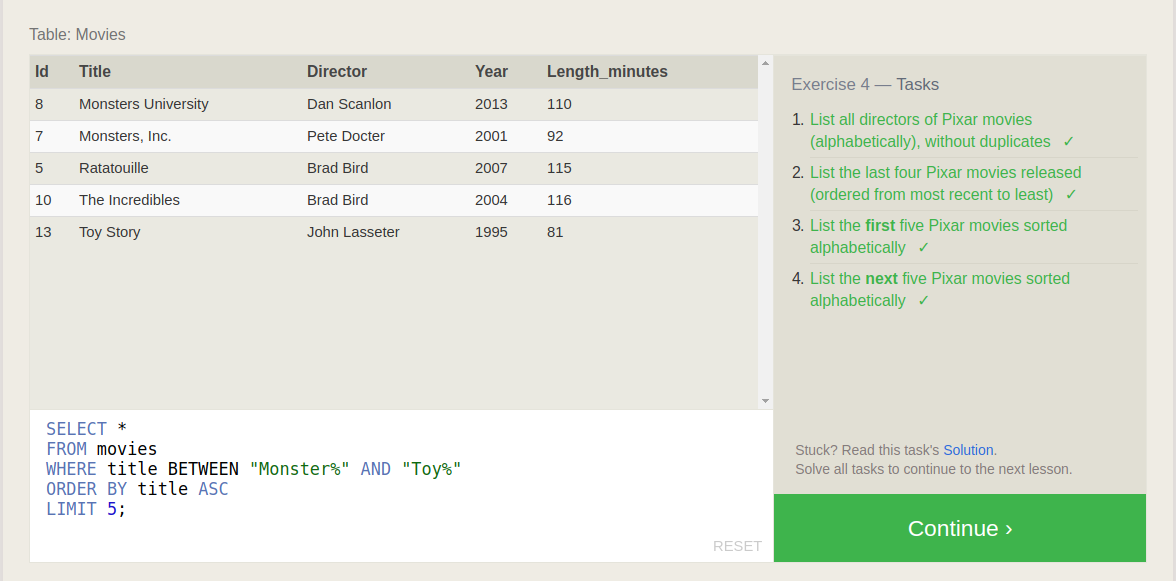 Table: Movies
Id Title Director Year Length_minutes
8 Monsters University Dan Scanlon 2013 110
7 Monsters, Inc. Pete Docter 2001 92
5 Ratatouille Brad Bird 2007 115
10 The Incredibles Brad Bird 2004 116
13 Toy Story John Lasseter 1995 81
SELECT *
FROM movies
WHERE title BETWEEN "Monster%" AND "Toy%"
ORDER BY title ASC
LIMIT 5;
RESET
Exercise 4 — Tasks
1. List all directors of Pixar movies
(alphabetically), without duplicates ✓
2. List the last four Pixar movies released
(ordered from most recent to least) ✓
3. List the first five Pixar movies sorted
alphabetically ✓
4. List the next five Pixar movies sorted
alphabetically ✓
Stuck? Read this task's Solution.
Solve all tasks to continue to the next lesson.
Continue ›